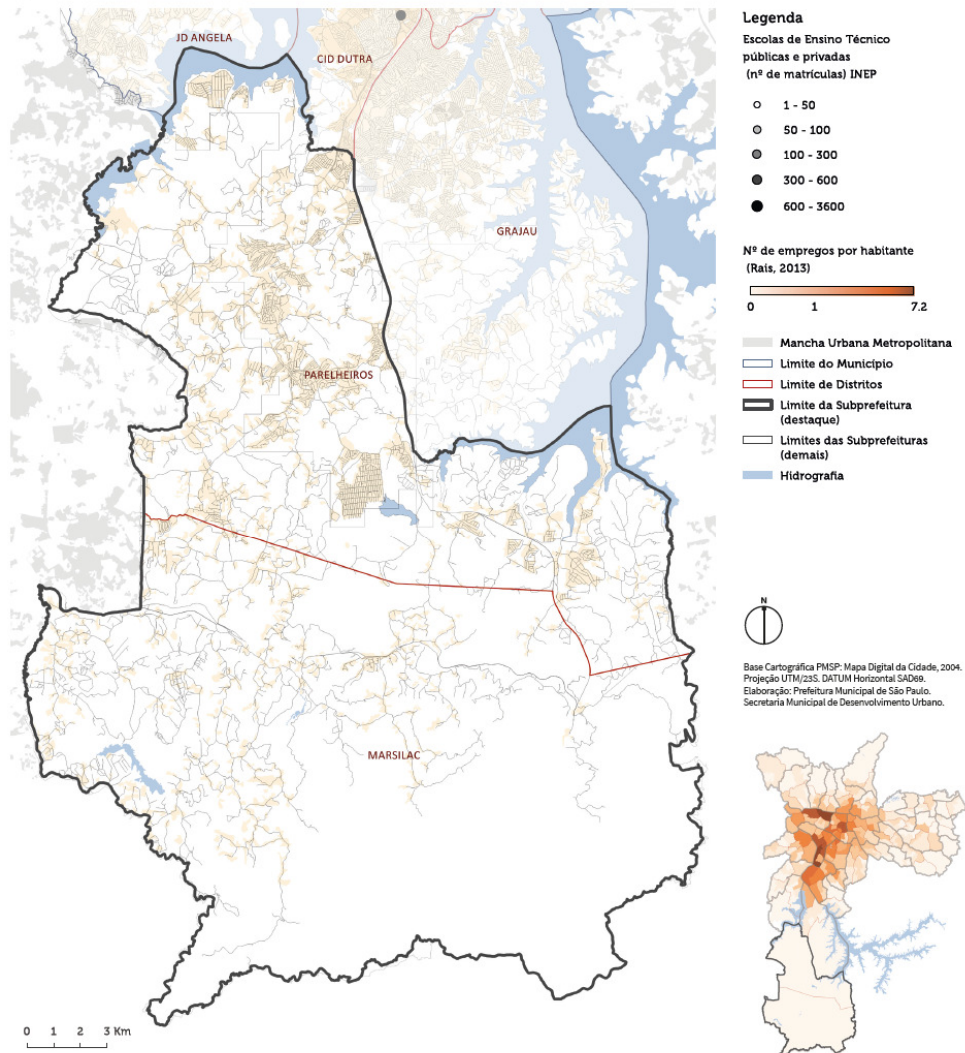 JD ANGELA
CID DUTRA
GRAJAU
PARELHEIROS
MARSILAC
0 1 2 3 Km
Legenda
Escolas de Ensino Técnico
públicas e privadas
(nº de matrículas) INEP
1 - 50
50 - 100
100 - 300
300 - 600
600 - 3600
Nº de empregos por habitante
(Rais, 2013)
0 1 7.2
Mancha Urbana Metropolitana
Limite do Município
Limite de Distritos
Limite da Subprefeitura
(destaque)
Limites das Subprefeituras
(demais)
Hidrografia
N
Base Cartográfica PMSP: Mapa Digital da Cidade, 2004.
Projeção UTM/23S. DATUM Horizontal SAD69.
Elaboração: Prefeitura Municipal de São Paulo.
Secretaria Municipal de Desenvolvimento Urbano.